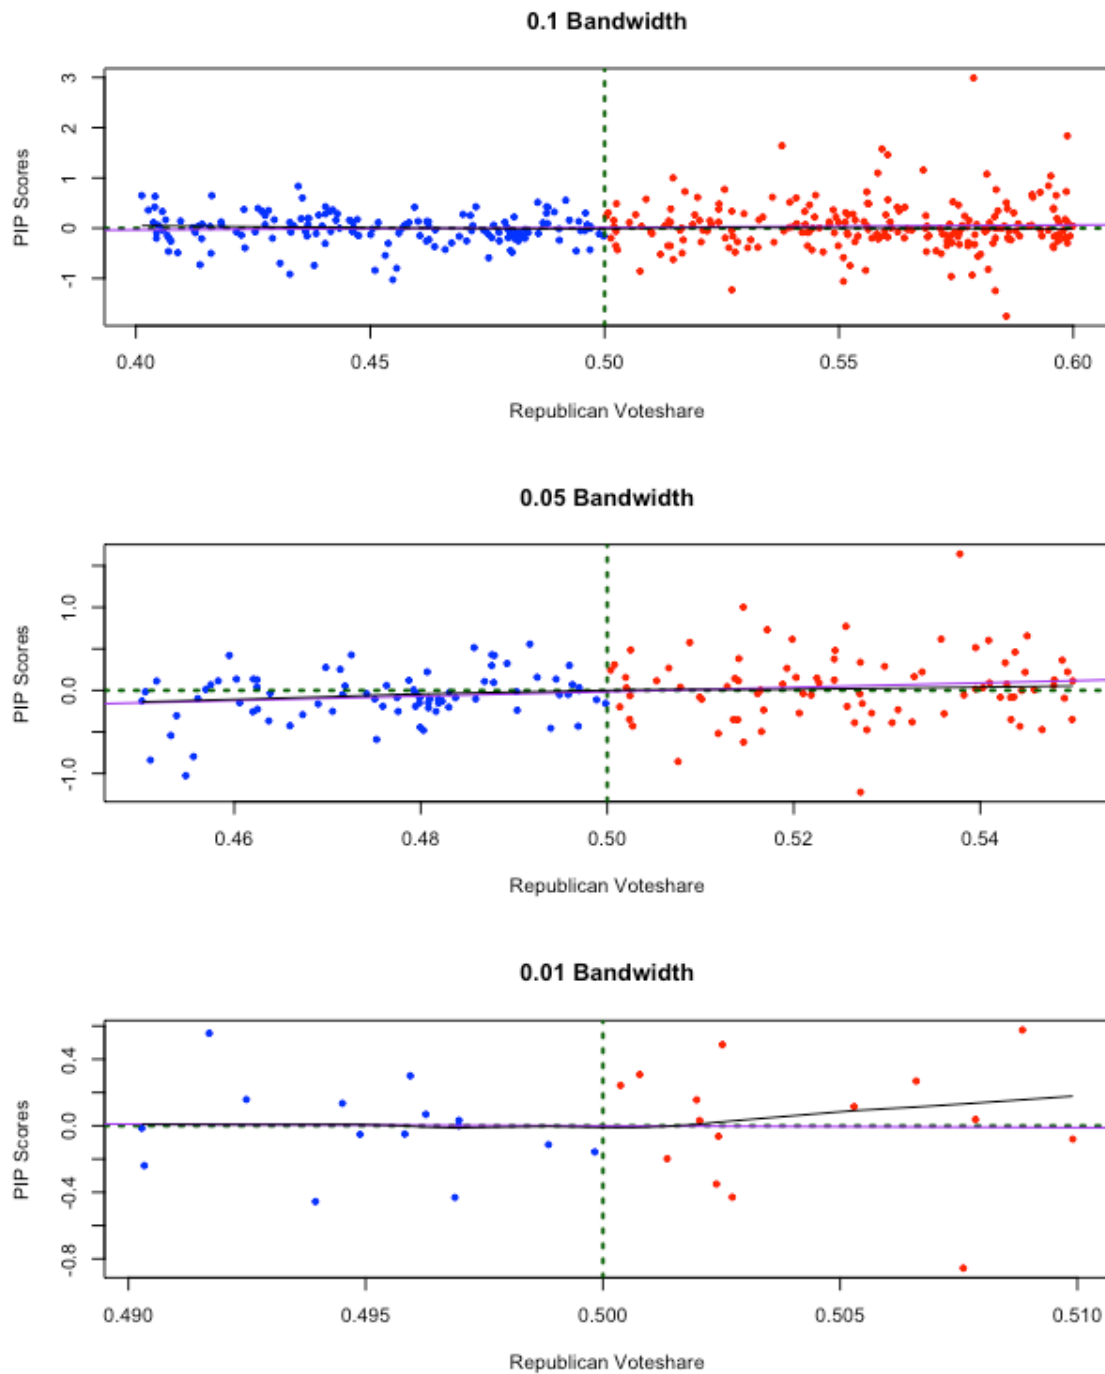 0.1 Bandwidth
PIP Scores
3
2
1
0
-1
0.40 0.45 0.50 0.55 0.60
Republican Voteshare
0.05 Bandwidth
PIP Scores
1.0
0.0
-1.0
0.46 0.48 0.50 0.52 0.54
Republican Voteshare
0.01 Bandwidth
PIP Scores
0.4
0.0
-0.4
-0.8
0.490 0.495 0.500 0.505 0.510
Republican Voteshare